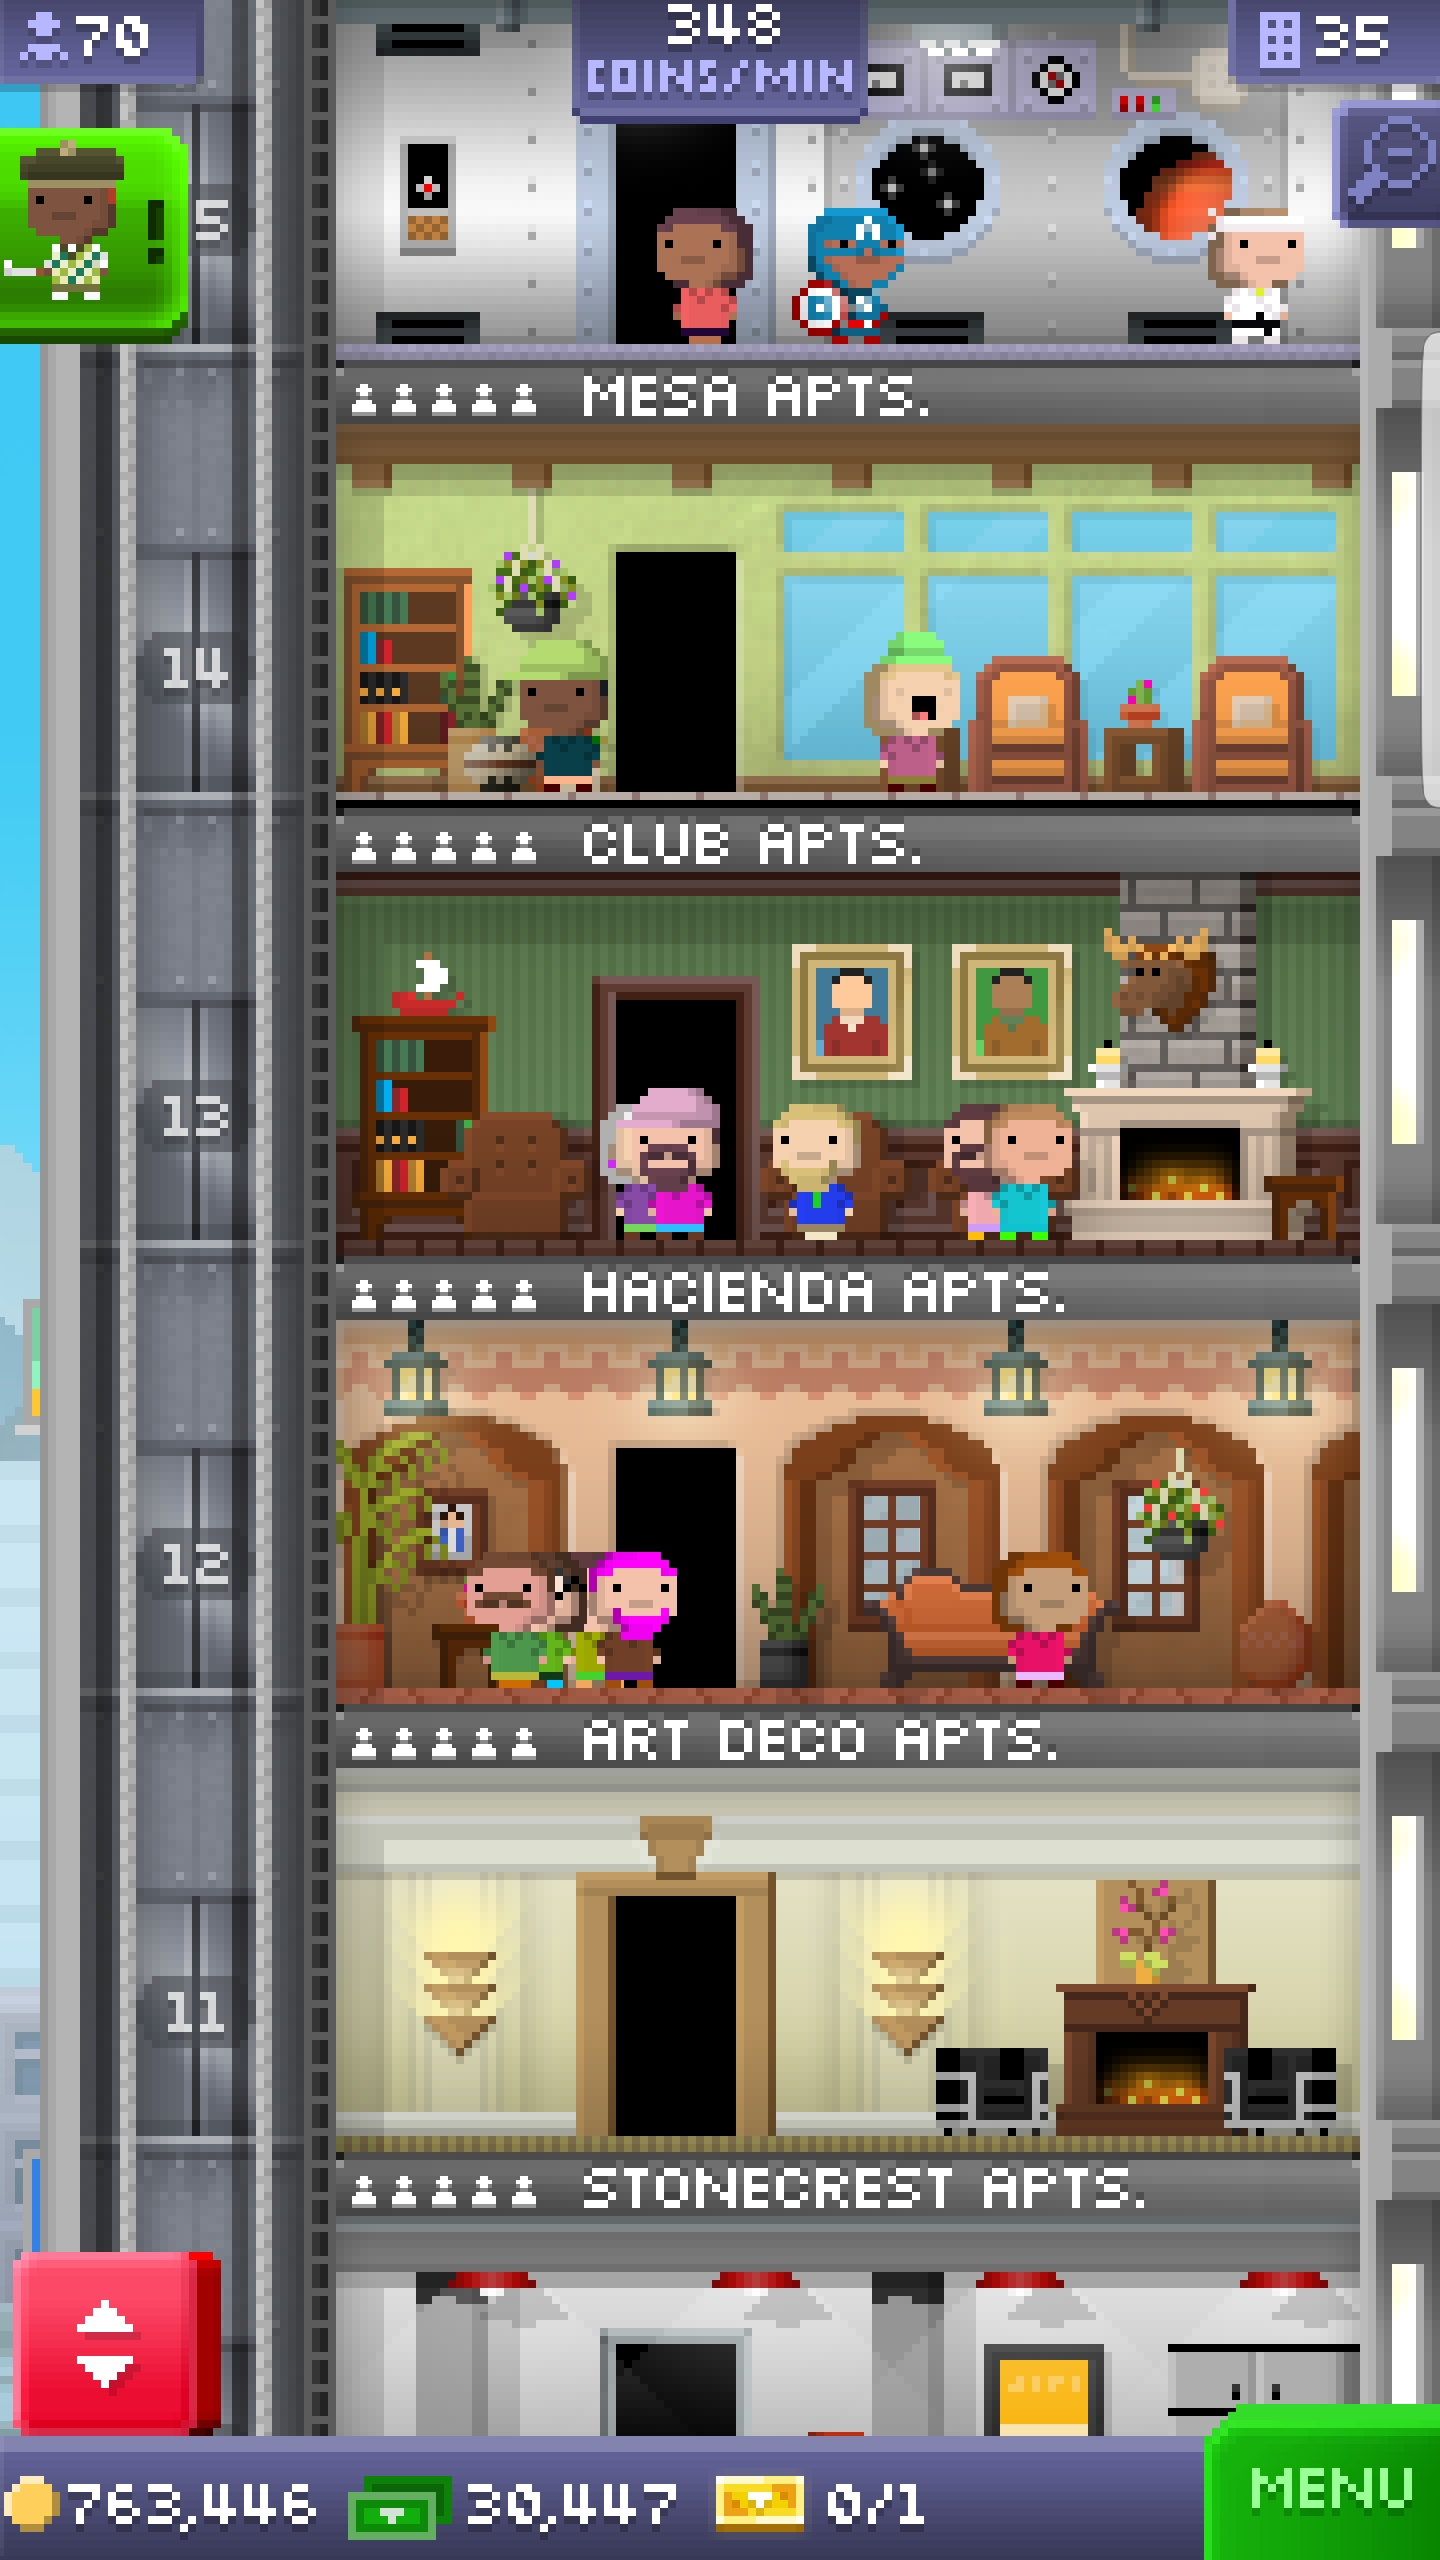 70
348
COINS/MIN
35
!
5
A
MESA APTS.
14
CLUB APTS.
13
HACIENDA APTS.
12
ART DECO APTS.
11
STONECREST APTS.
763,446
30,447
0/1
MENU